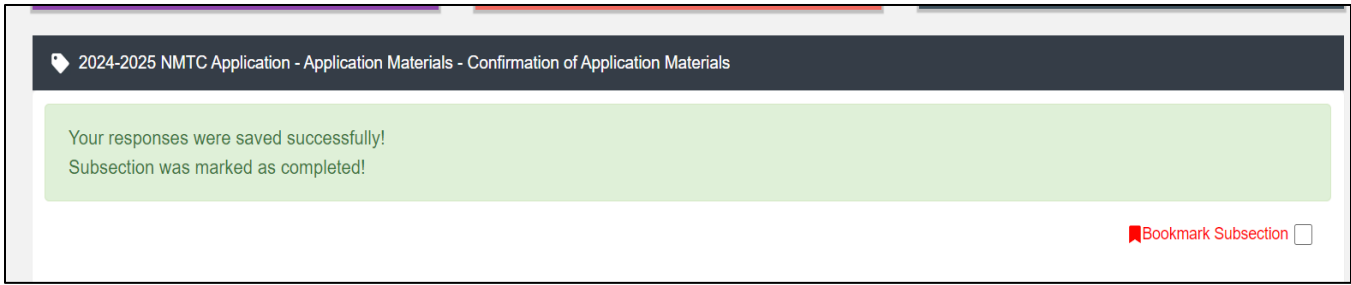 2024-2025 NMTC Application - Application Materials - Confirmation of Application Materials
Your responses were saved successfully!
Subsection was marked as completed!
Bookmark Subsection